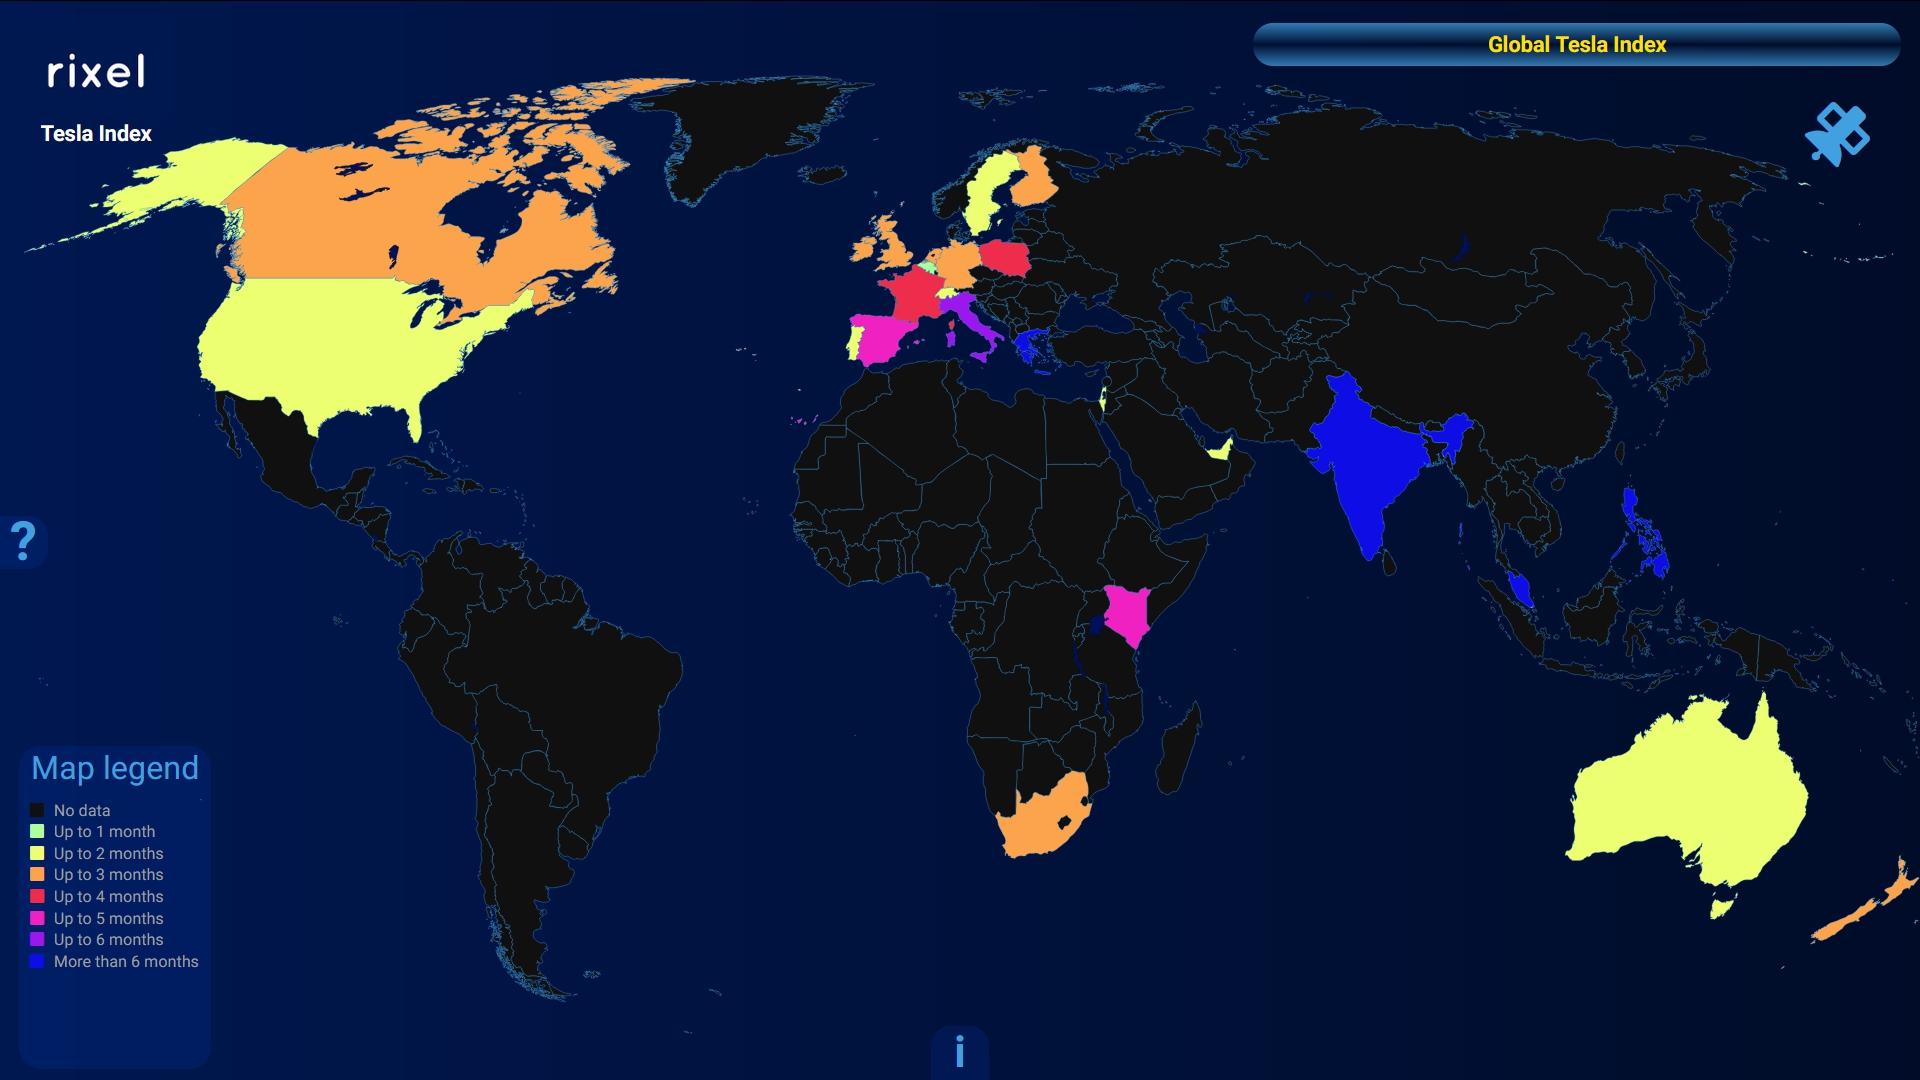 rixel
Tesla Index
Global Tesla Index
?
Map legend
No data
Up to 1 month
Up to 2 months
Up to 3 months
Up to 4 months
Up to 5 months
Up to 6 months
More than 6 months
i